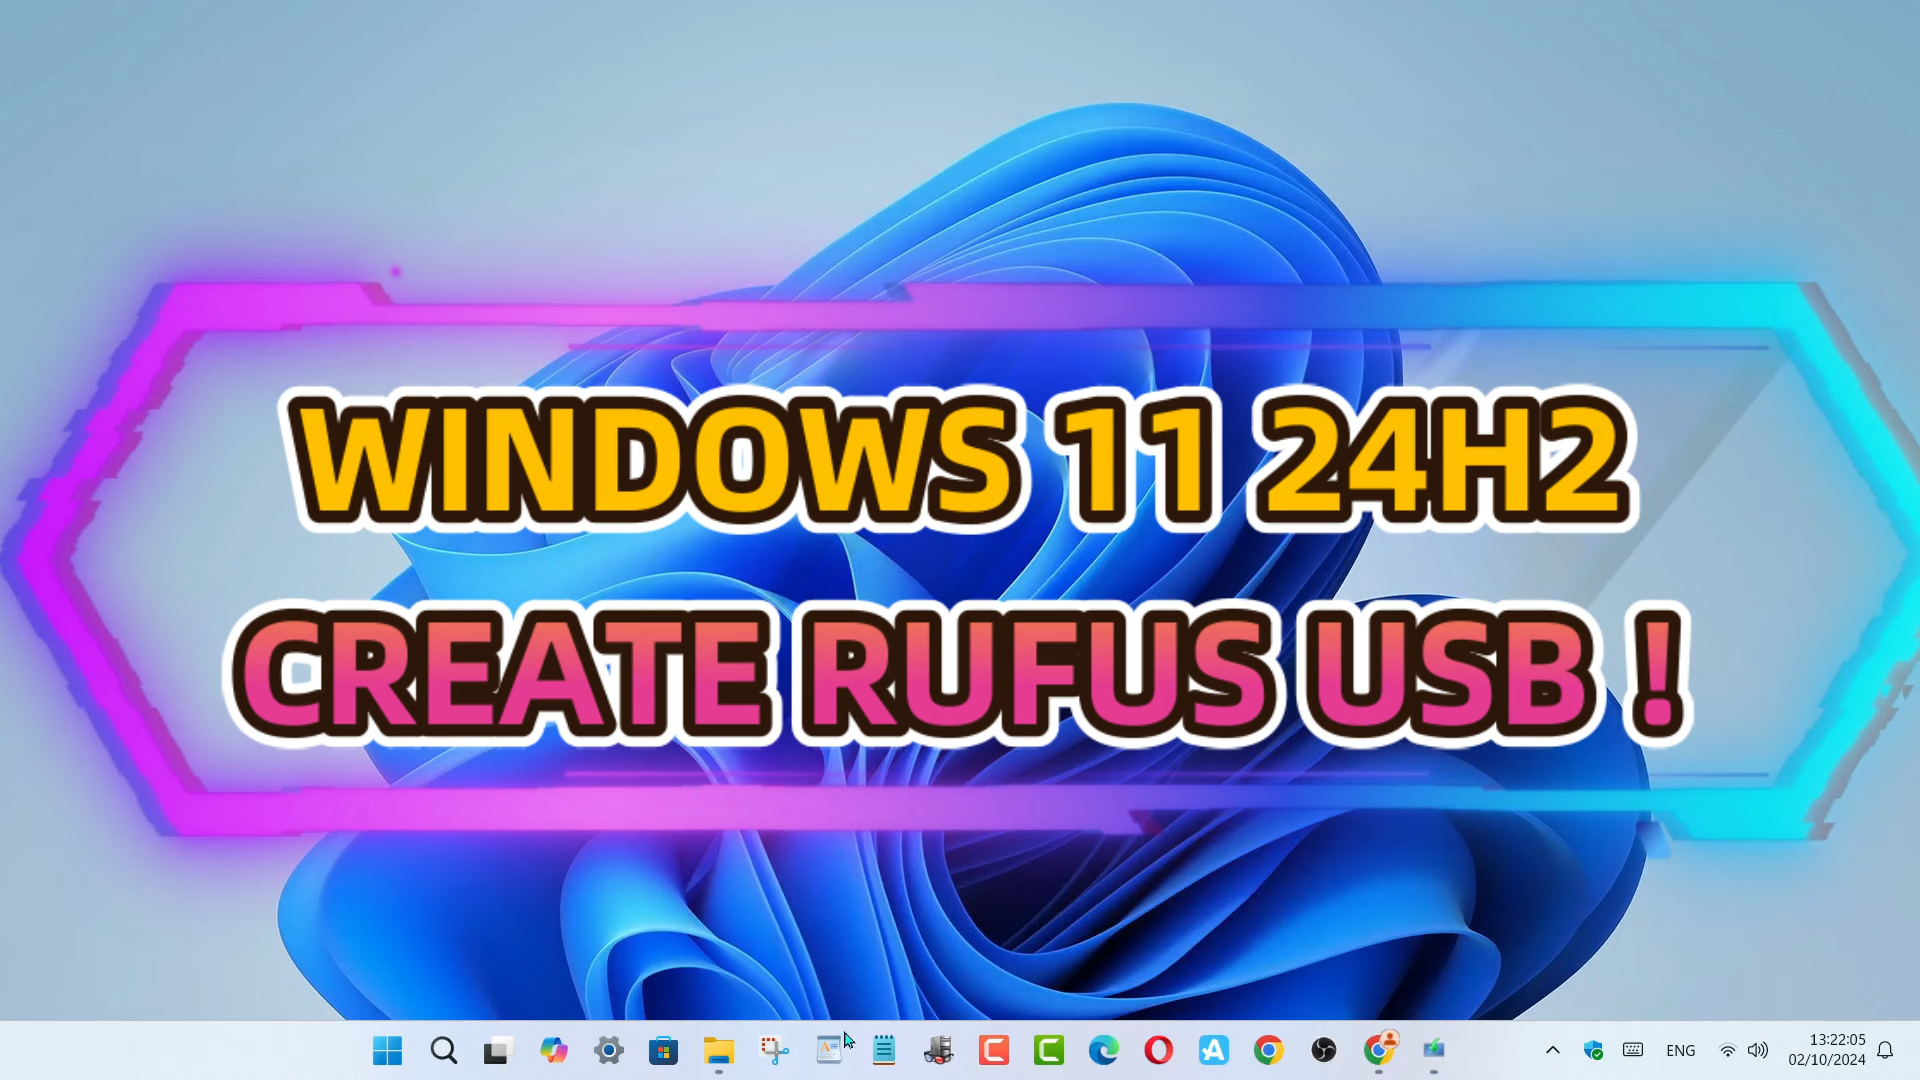 WINDOWS 11 24H2
CREATE RUFUS USB !
ENG
13:22:05
02/10/2024